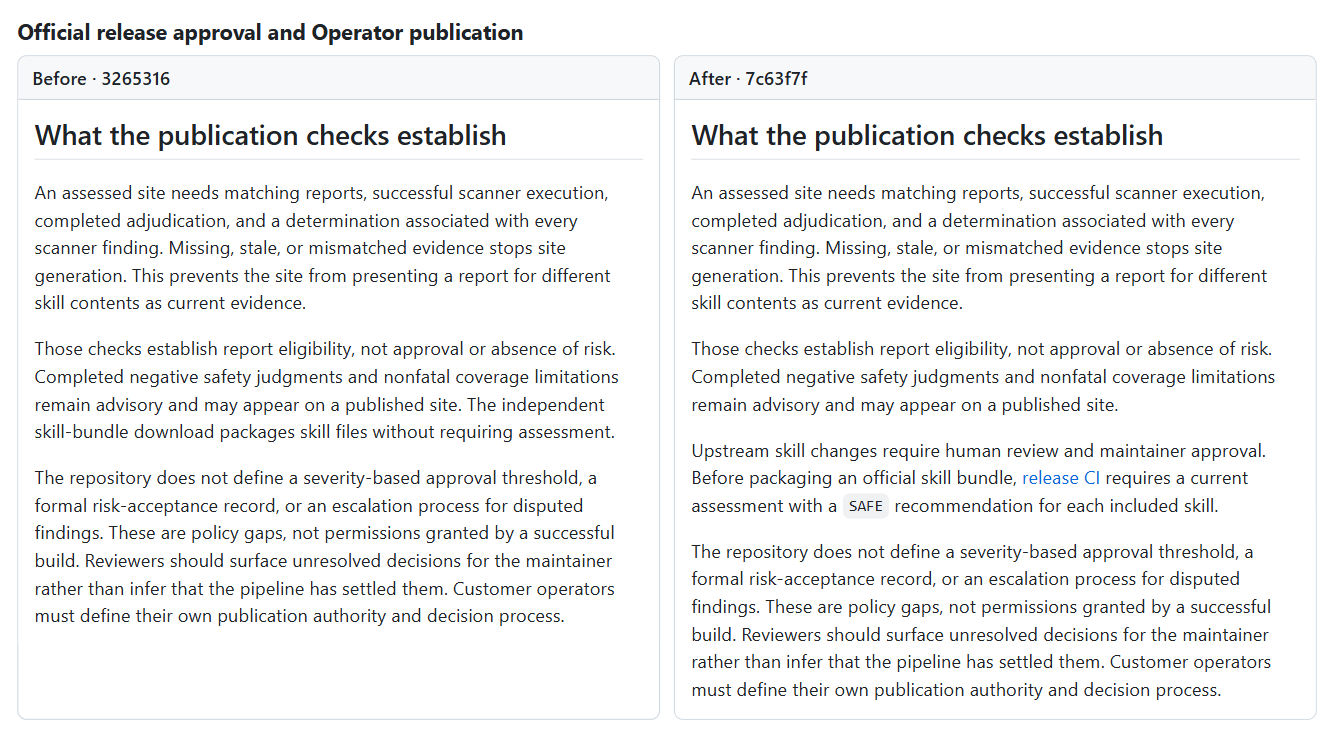 Official release approval and Operator publication
Before · 3265316
What the publication checks establish
An assessed site needs matching reports, successful scanner execution,
completed adjudication, and a determination associated with every
scanner finding. Missing, stale, or mismatched evidence stops site
generation. This prevents the site from presenting a report for different
skill contents as current evidence.
Those checks establish report eligibility, not approval or absence of risk.
Completed negative safety judgments and nonfatal coverage limitations
remain advisory and may appear on a published site. The independent
skill-bundle download packages skill files without requiring assessment.
The repository does not define a severity-based approval threshold, a
formal risk-acceptance record, or an escalation process for disputed
findings. These are policy gaps, not permissions granted by a successful
build. Reviewers should surface unresolved decisions for the maintainer
rather than infer that the pipeline has settled them. Customer operators
must define their own publication authority and decision process.
After · 7c63f7f
What the publication checks establish
An assessed site needs matching reports, successful scanner execution,
completed adjudication, and a determination associated with every
scanner finding. Missing, stale, or mismatched evidence stops site
generation. This prevents the site from presenting a report for different
skill contents as current evidence.
Those checks establish report eligibility, not approval or absence of risk.
Completed negative safety judgments and nonfatal coverage limitations
remain advisory and may appear on a published site.
Upstream skill changes require human review and maintainer approval.
Before packaging an official skill bundle, release CI requires a current
assessment with a SAFE recommendation for each included skill.
The repository does not define a severity-based approval threshold, a
formal risk-acceptance record, or an escalation process for disputed
findings. These are policy gaps, not permissions granted by a successful
build. Reviewers should surface unresolved decisions for the maintainer
rather than infer that the pipeline has settled them. Customer operators
must define their own publication authority and decision process.